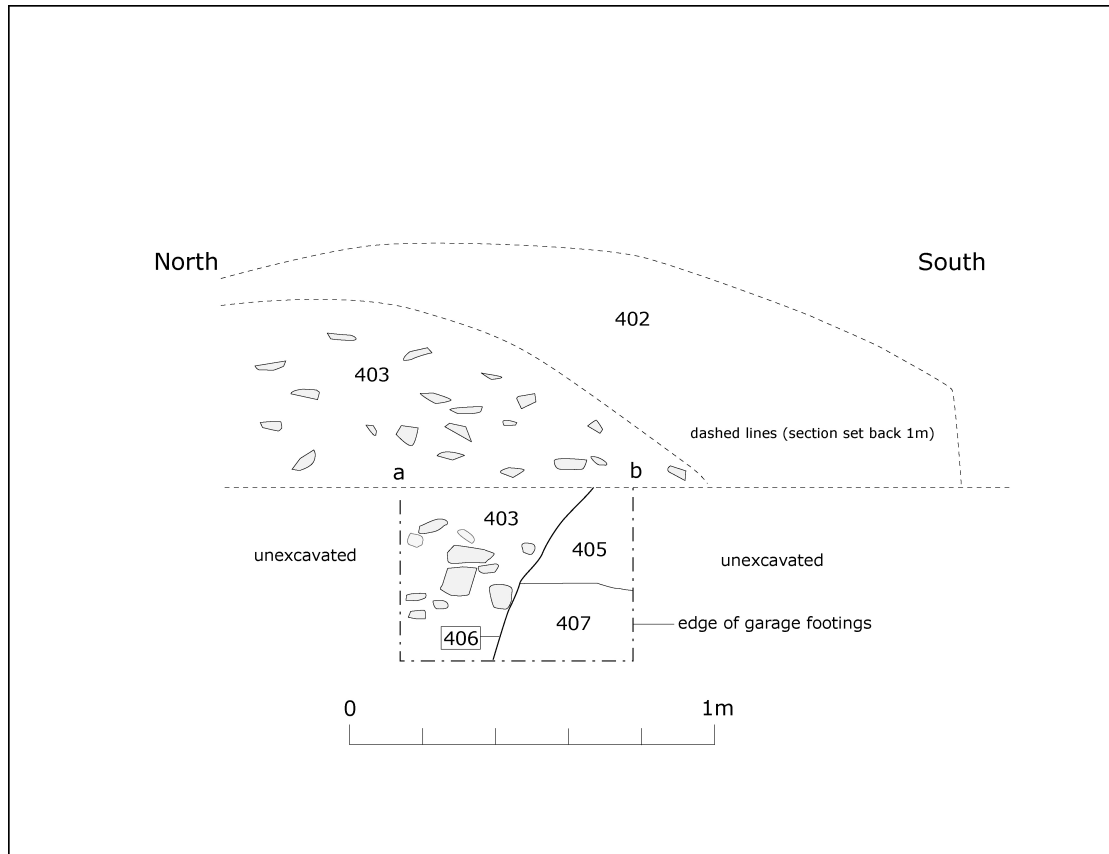 North
South
402
403
dashed lines (section set back 1m)
a
b
403
unexcavated
405
unexcavated
407
edge of garage footings
406
0
1m